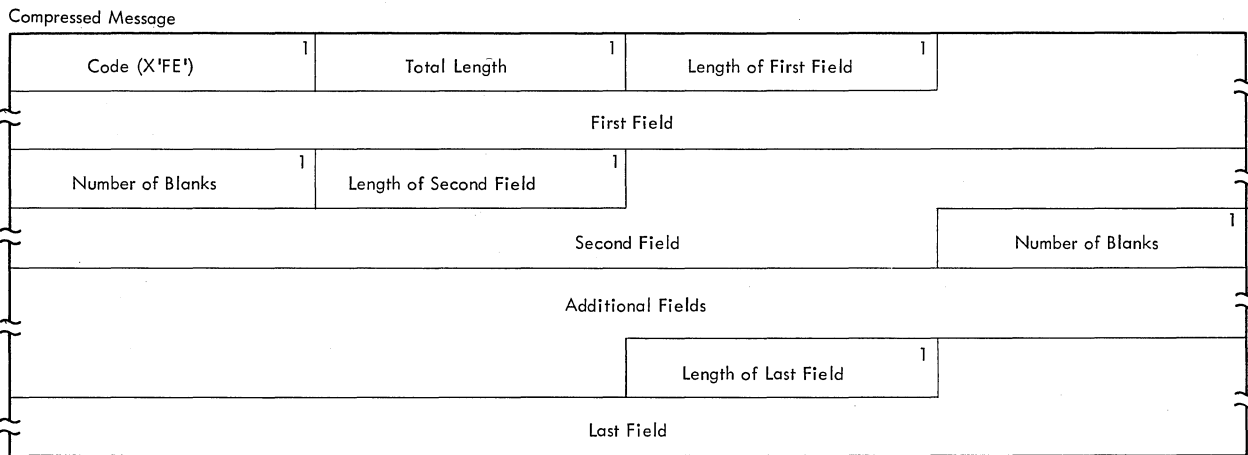 Compressed Message
1 1 1
Code (X'FE') Total Length Length of First Field
First Field
1 1
Number of Blanks Length of Second Field
1
Second Field Number of Blanks
Additional Fields
1
Length of Last Field
Last Field